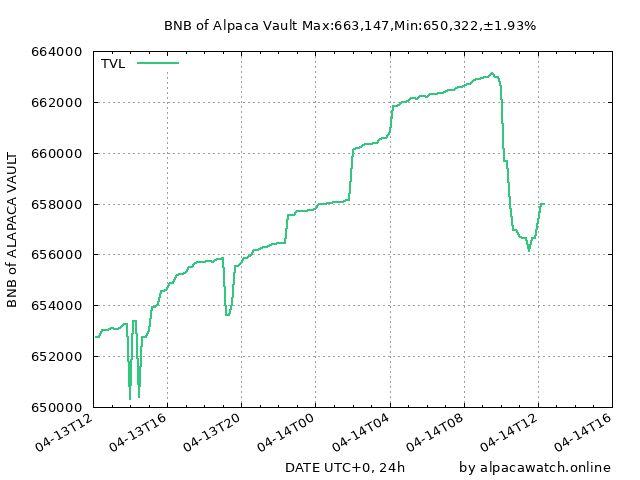 BNB of Alpaca Vault Max:663,147,Min:650,322,±1.93%
664000
TVL
662000
660000
658000
656000
654000
652000
650000
BNB of ALAPACA VAULT
04-13T12
04-13T16
04-13T20
04-14T00
04-14T04
04-14T08
04-14T12
04-14T16
DATE UTC+0, 24h
by alpacawatch.online